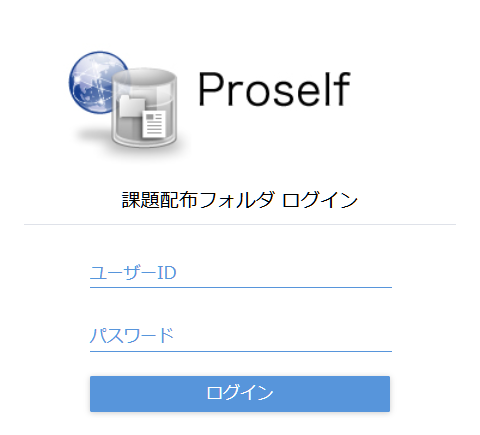 Proself
課題配布フォルダ ログイン
ユーザーID
パスワード
ログイン